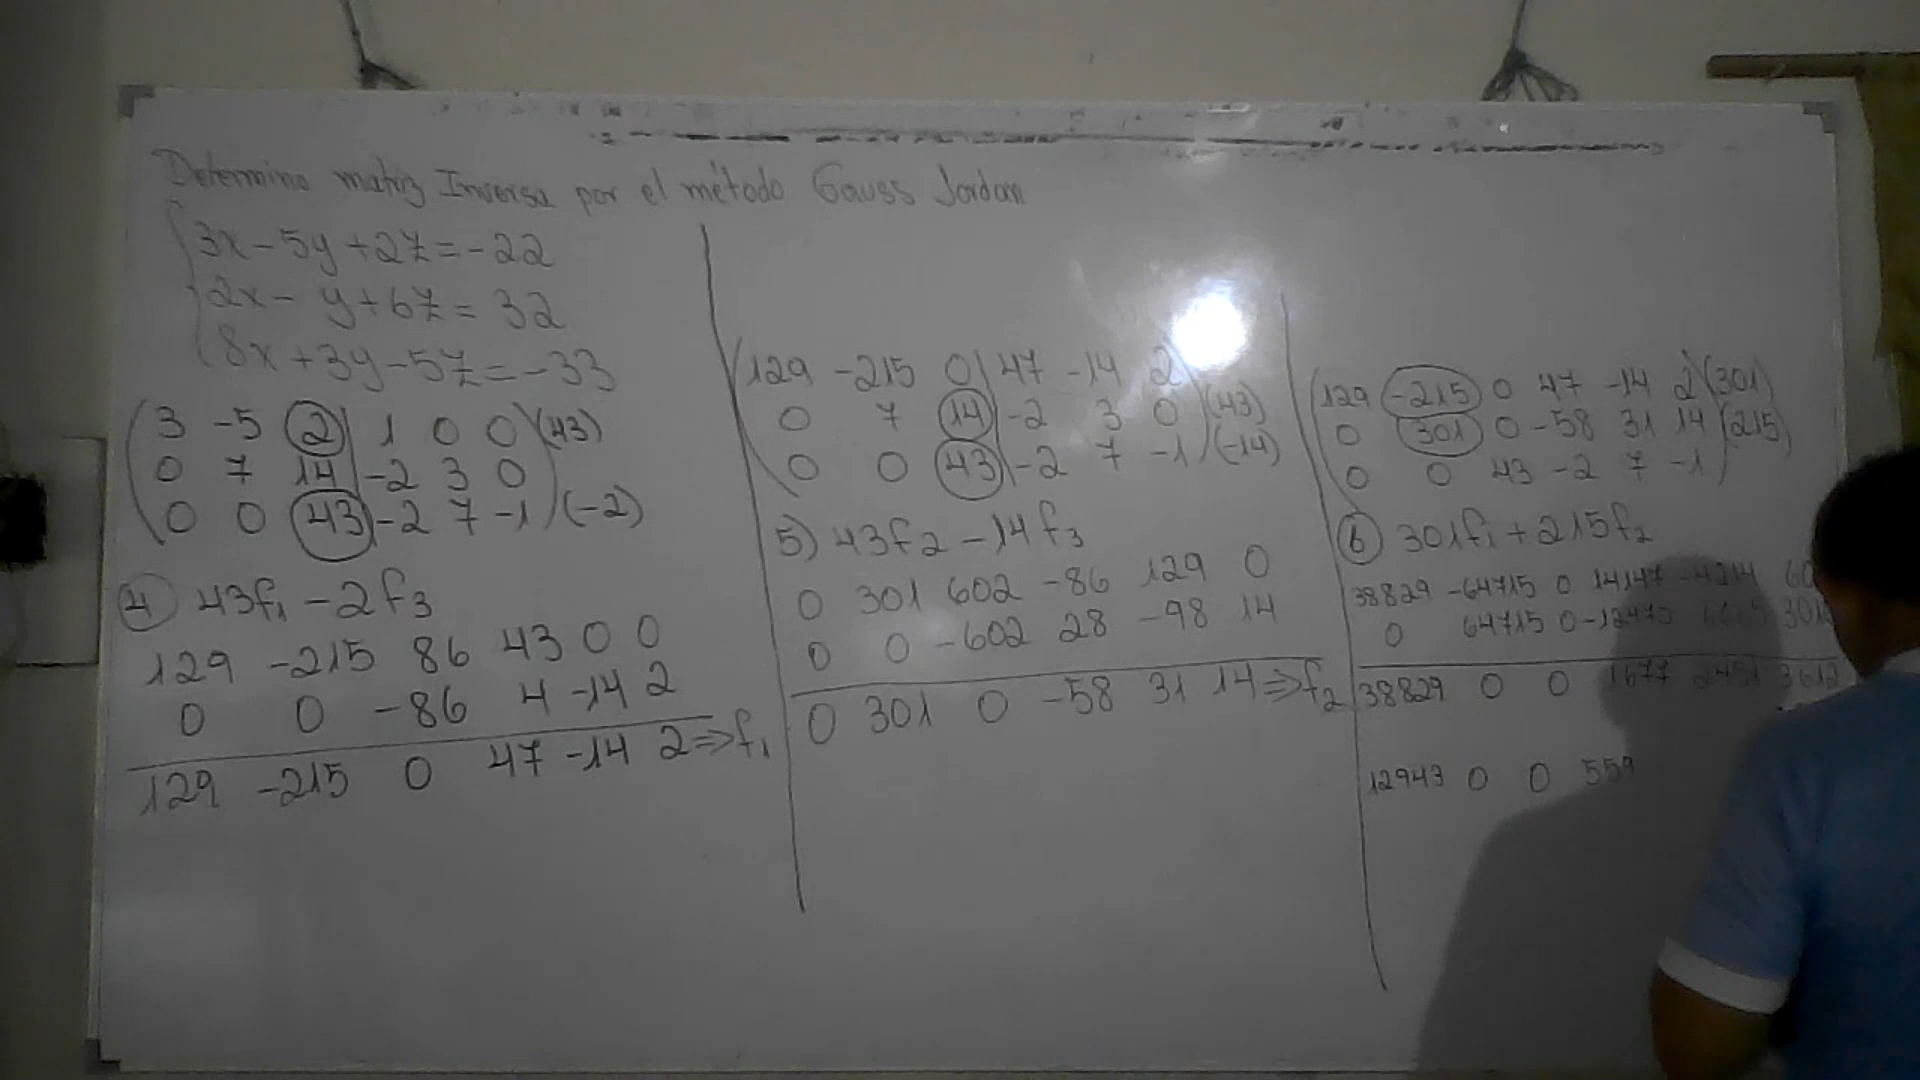 Determine matriz Inversa por el método Gauss Jordan
3x - 5y + 2z = -22
2x - y + 6z = 32
8x + 3y - 5z = -33
3 -5 2 | 1 0 0 (43)
0 7 14 | -2 3 0
0 0 43 | -2 7 -1 (-2)
4 43f₁ - 2f₃
129 -215 86 43 0 0
0 0 -86 4 -14 2
129 -215 0 47 -14 2 ⇒ f₁
129 -215 0 | 47 -14 2
0 7 14 | -2 3 0 (43)
0 0 43 | -2 7 -1 (-14)
5) 43f₂ - 14f₃
0 301 602 -86 129 0
0 0 -602 28 -98 14
0 301 0 -58 31 14 ⇒ f₂
129 -215 0 47 -14 2 (301)
0 301 0 -58 31 14 (215)
0 0 43 -2 7 -1
6 301f₁ + 215f₂
38829 -64715 0 14147 -4214
0 64715 0 -12470
38829 0 0 1677 2451 3612
12943 0 0 559